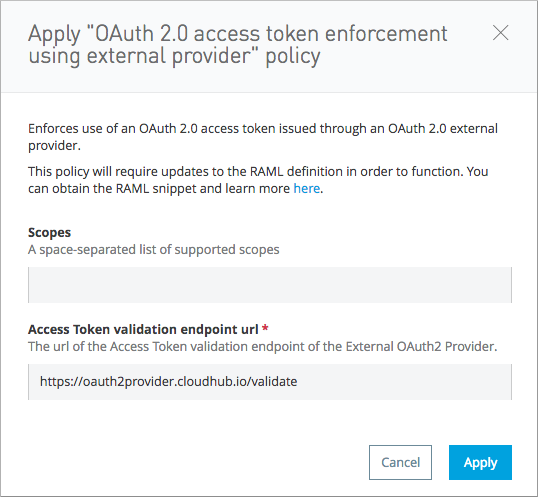 Apply "OAuth 2.0 access token enforcement
using external provider" policy
Enforces use of an OAuth 2.0 access token issued through an OAuth 2.0 external
provider.
This policy will require updates to the RAML definition in order to function. You
can obtain the RAML snippet and learn more here.
Scopes
A space-separated list of supported scopes
Access Token validation endpoint url *
The url of the Access Token validation endpoint of the External OAuth2 Provider.
https://oauth2provider.cloudhub.io/validate
Cancel Apply